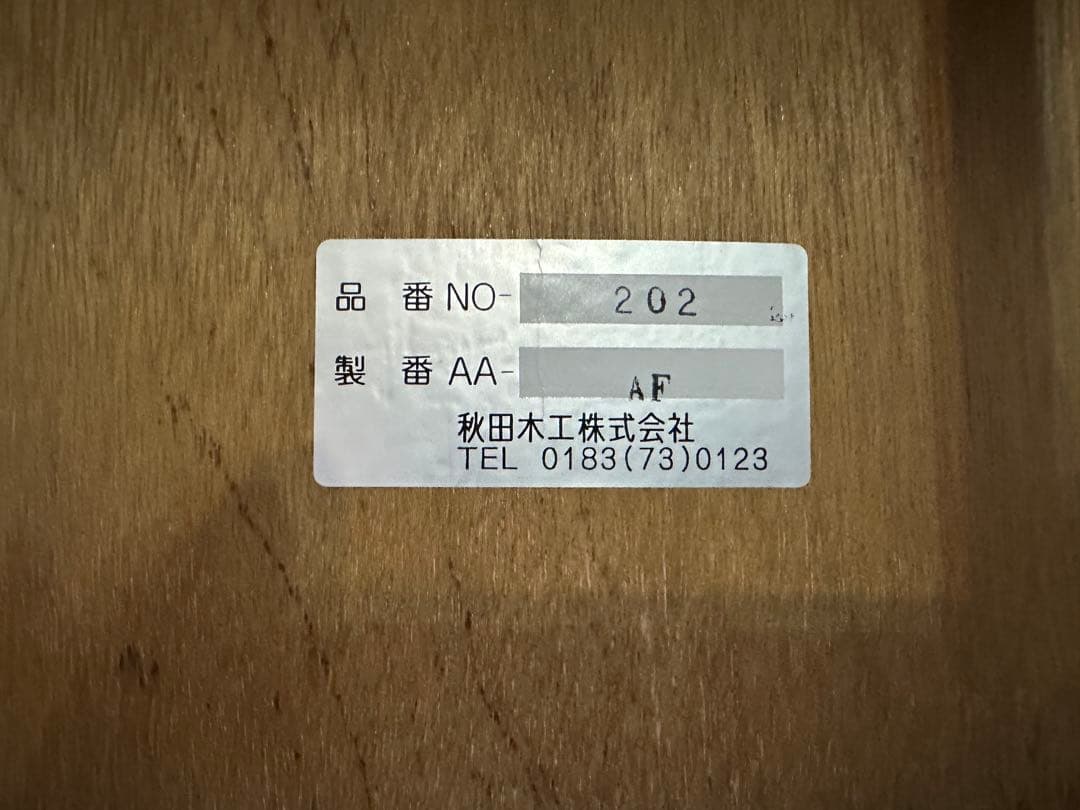 品 番 NO- 202
製 番 AA- AF
秋田木工株式会社
TEL 0183(73)0123